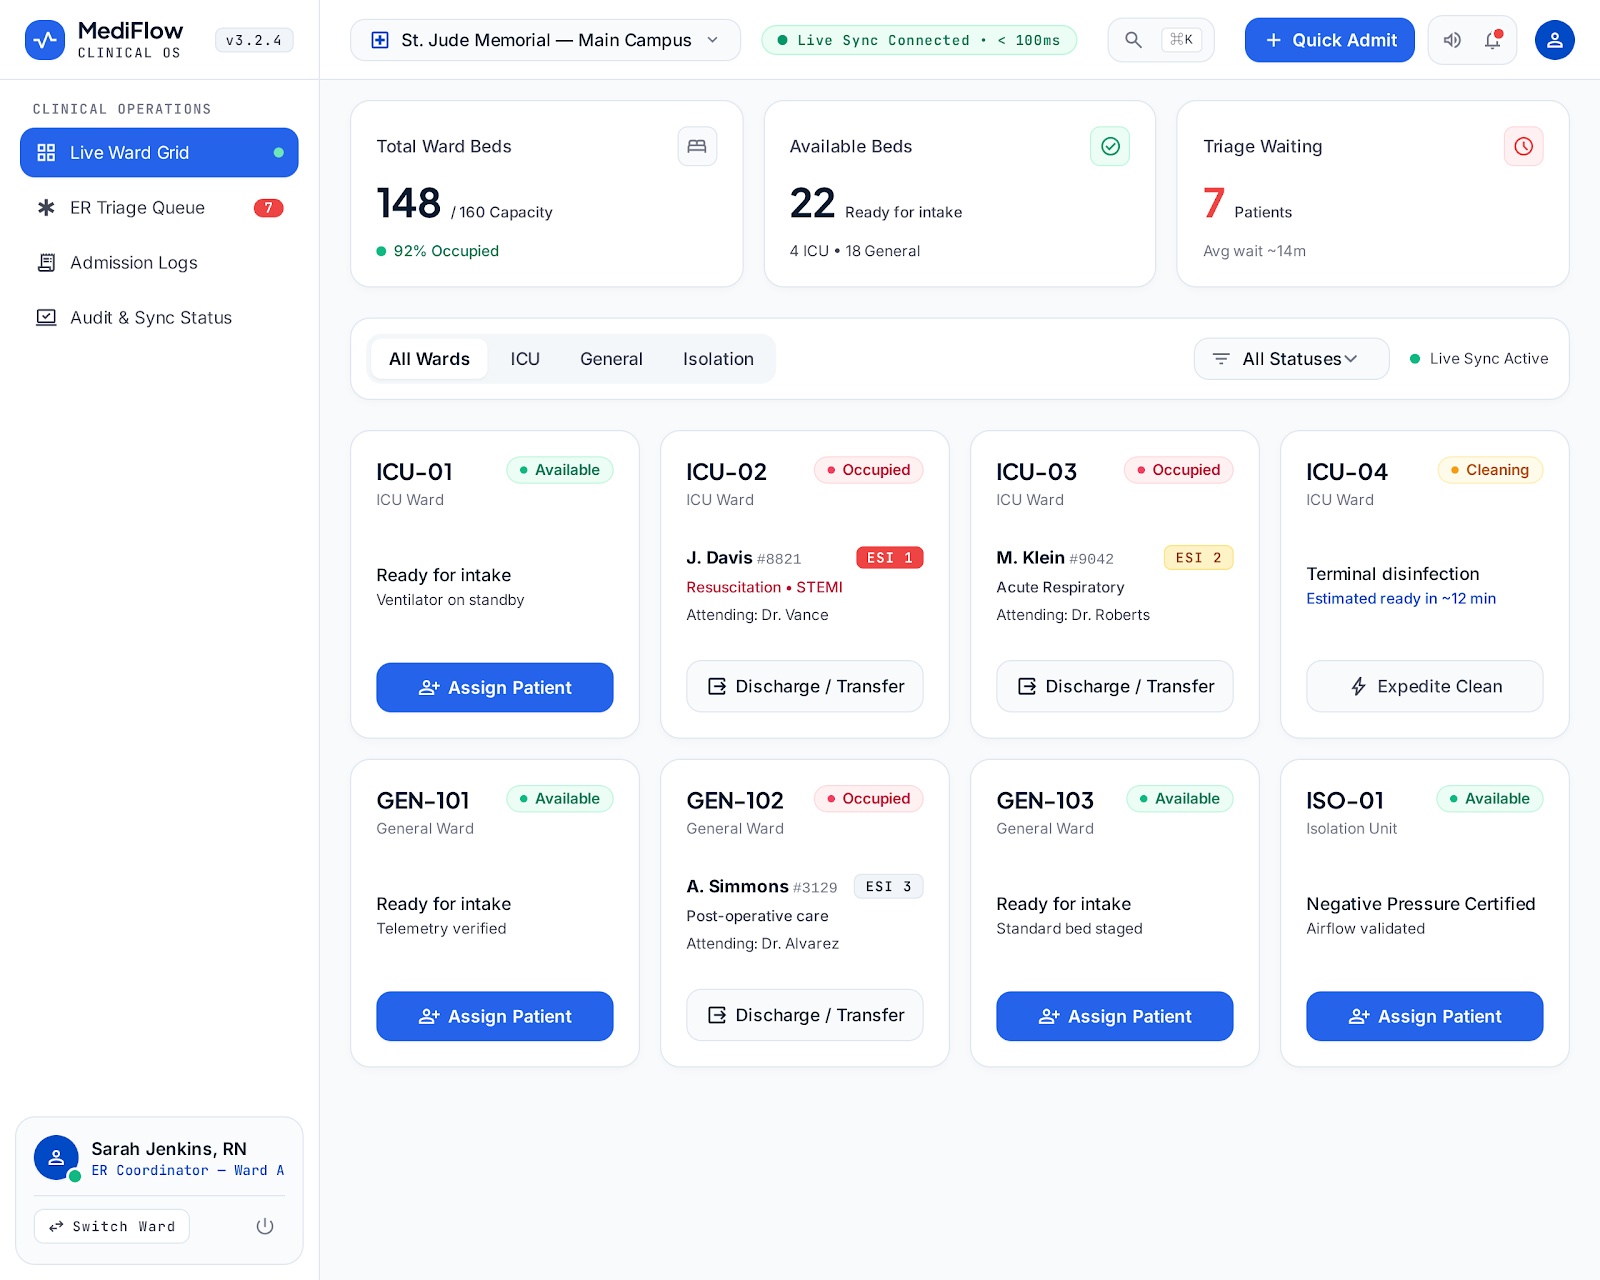 MediFlow
CLINICAL OS
v3.2.4
St. Jude Memorial — Main Campus
Live Sync Connected • < 100ms
⌘K
Quick Admit
CLINICAL OPERATIONS
Live Ward Grid
ER Triage Queue
7
Admission Logs
Audit & Sync Status
Total Ward Beds
148 / 160 Capacity
92% Occupied
Available Beds
22 Ready for intake
4 ICU • 18 General
Triage Waiting
7 Patients
Avg wait ~14m
All Wards
ICU
General
Isolation
All Statuses
Live Sync Active
ICU-01
Available
ICU Ward
Ready for intake
Ventilator on standby
Assign Patient
ICU-02
Occupied
ICU Ward
J. Davis #8821
ESI 1
Resuscitation • STEMI
Attending: Dr. Vance
Discharge / Transfer
ICU-03
Occupied
ICU Ward
M. Klein #9042
ESI 2
Acute Respiratory
Attending: Dr. Roberts
Discharge / Transfer
ICU-04
Cleaning
ICU Ward
Terminal disinfection
Estimated ready in ~12 min
Expedite Clean
GEN-101
Available
General Ward
Ready for intake
Telemetry verified
Assign Patient
GEN-102
Occupied
General Ward
A. Simmons #3129
ESI 3
Post-operative care
Attending: Dr. Alvarez
Discharge / Transfer
GEN-103
Available
General Ward
Ready for intake
Standard bed staged
Assign Patient
ISO-01
Available
Isolation Unit
Negative Pressure Certified
Airflow validated
Assign Patient
Sarah Jenkins, RN
ER Coordinator — Ward A
Switch Ward